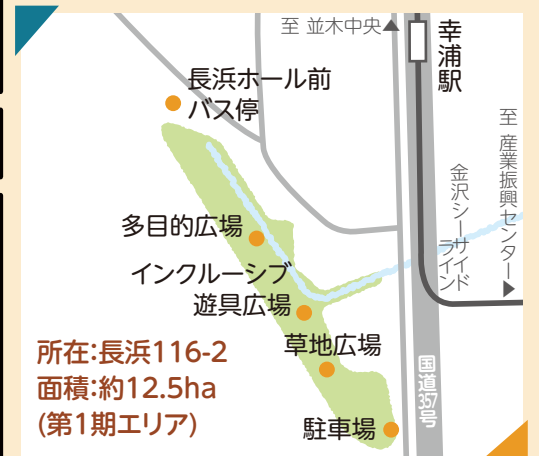 至 並木中央▲
幸浦駅
長浜ホール前
バス停
至 産業振興センター▶
金沢シーサイド
ライン
多目的広場
インクルーシブ
遊具広場
草地広場
所在:長浜116-2
面積:約12.5ha
(第1期エリア)
国道357号
駐車場